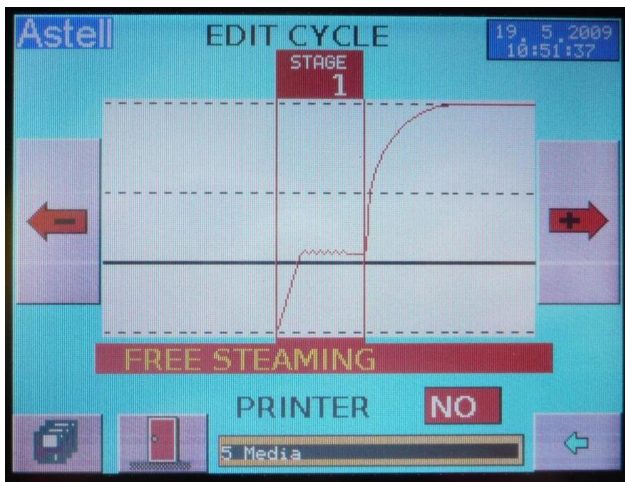 Astell
EDIT CYCLE
19. 5.2009
10:51:37
STAGE
1
-
+
FREE STEAMING
PRINTER
NO
5 Media